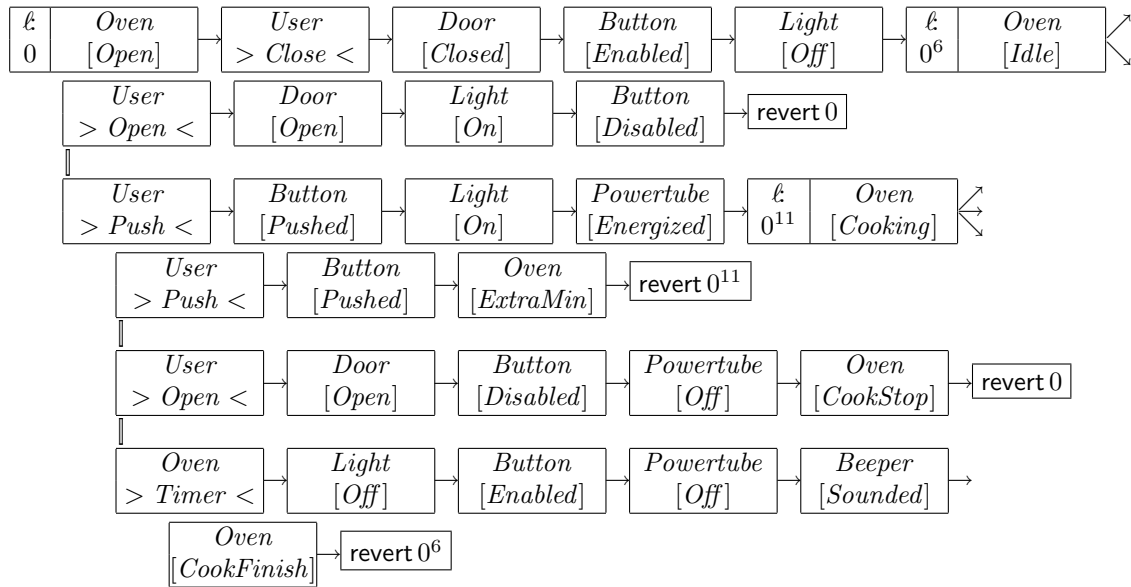 ℓ: Oven User Door Button Light ℓ: Oven
0 [Open] > Close < [Closed] [Enabled] [Off] 0^6 [Idle]
User Door Light Button
> Open < [Open] [On] [Disabled] revert 0
User Button Light Powertube ℓ: Oven
> Push < [Pushed] [On] [Energized] 0^11 [Cooking]
User Button Oven
> Push < [Pushed] [ExtraMin] revert 0^11
User Door Button Powertube Oven
> Open < [Open] [Disabled] [Off] [CookStop] revert 0
Oven Light Button Powertube Beeper
> Timer < [Off] [Enabled] [Off] [Sounded]
Oven
[CookFinish] revert 0^6